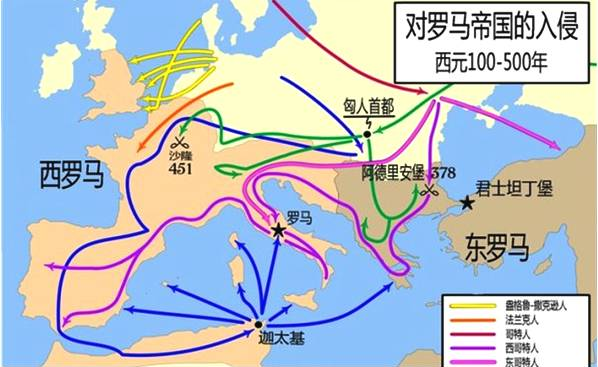 对罗马帝国的入侵
西元100-500年
匈人首都
沙隆
451
西罗马
阿德里安堡 378
君士坦丁堡
罗马
东罗马
迦太基
盎格鲁-撒克逊人
法兰克人
哥特人
西哥特人
东哥特人